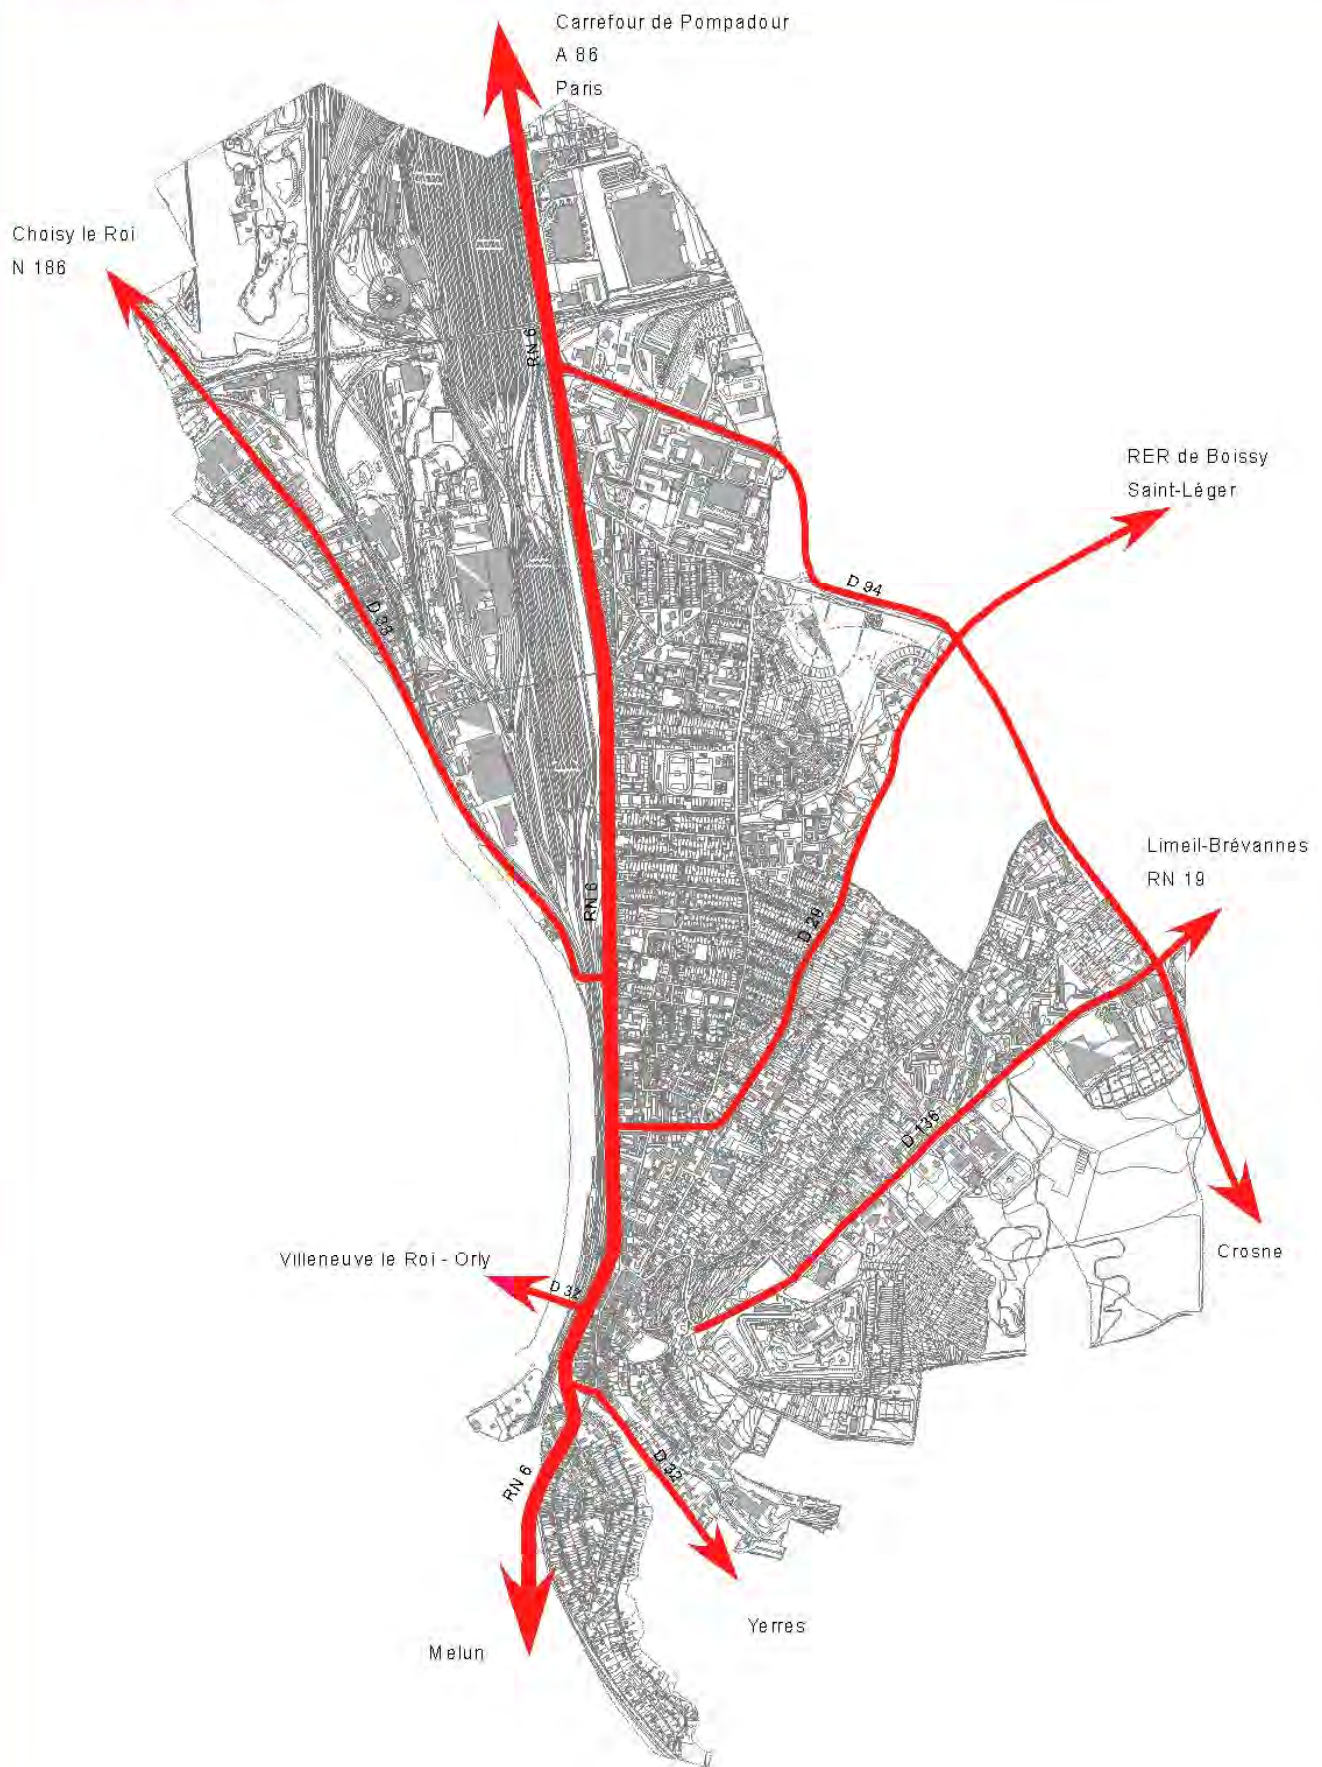 Carrefour de Pompadour
A 86
Paris
Choisy le Roi
N 186
RN 6
RER de Boissy
Saint-Léger
D 94
D 38
Limeil-Brévannes
RN 19
RN 6
D 29
D 136
Villeneuve le Roi - Orly
D 32
Crosne
RN 6
D 32
Yerres
Melun